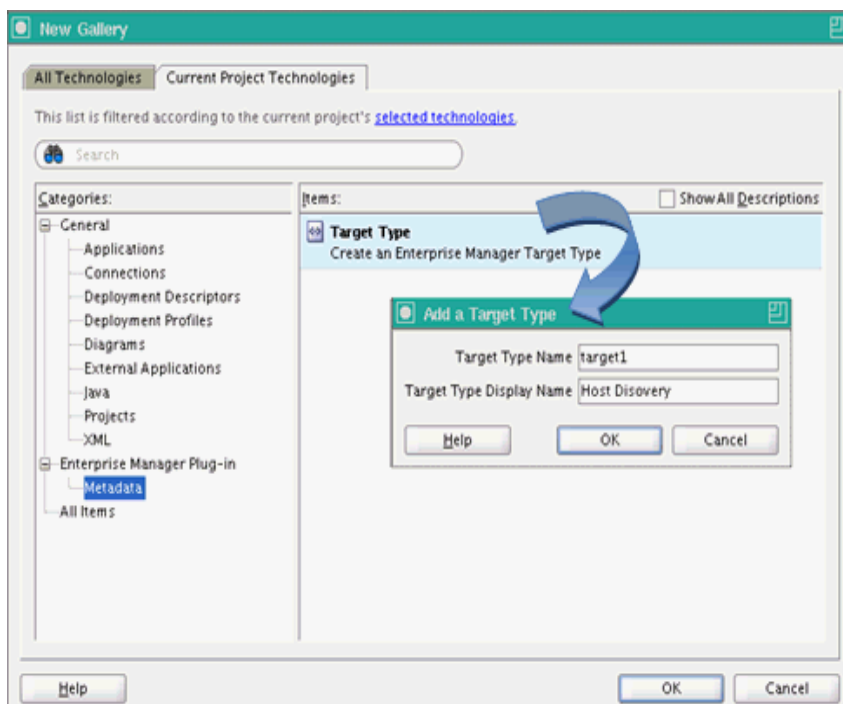 New Gallery
All Technologies
Current Project Technologies
This list is filtered according to the current project's selected technologies.
Search
Categories:
General
Applications
Connections
Deployment Descriptors
Deployment Profiles
Diagrams
External Applications
Java
Projects
XML
Enterprise Manager Plug-in
Metadata
All Items
Items:
Show All Descriptions
Target Type
Create an Enterprise Manager Target Type
Add a Target Type
Target Type Name target1
Target Type Display Name Host Disovery
Help
OK
Cancel
Help
OK
Cancel